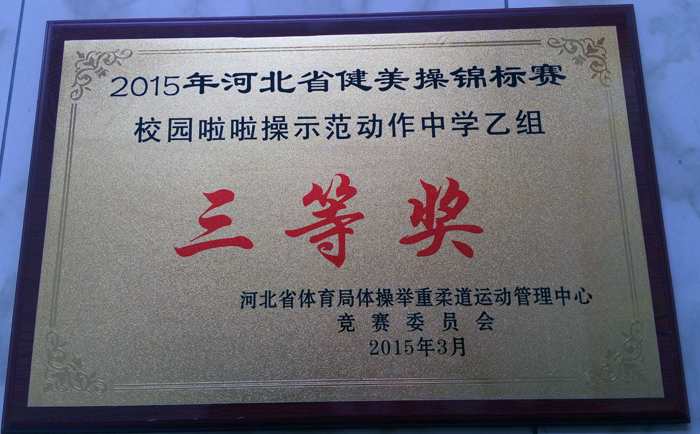 2015年河北省健美操锦标赛
校园啦啦操示范动作中学乙组
三等奖
河北省体育局体操举重柔道运动管理中心
竞赛委员会
2015年3月